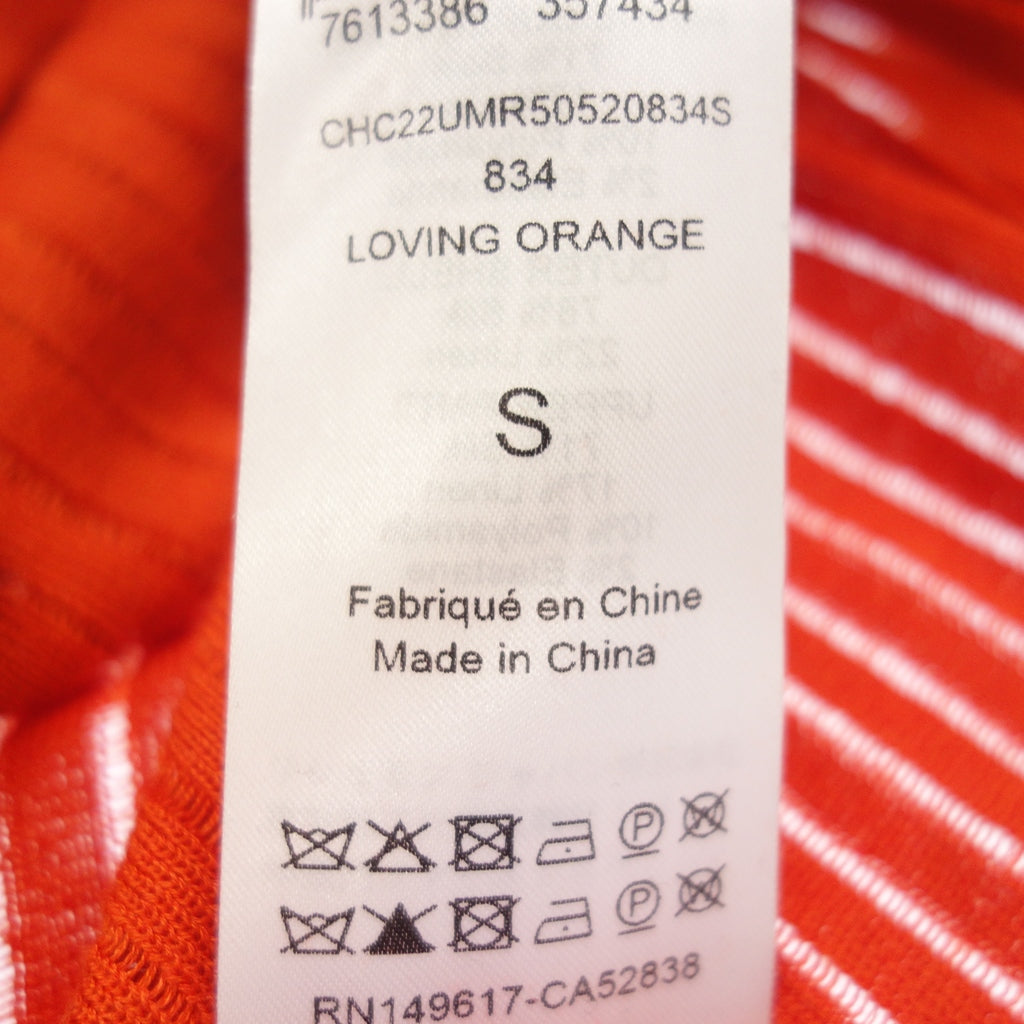 7613386 357434
CHC22UMR50520834S
834
LOVING ORANGE
S
Fabriqué en Chine
Made in China
P
P
RN149617-CA52838